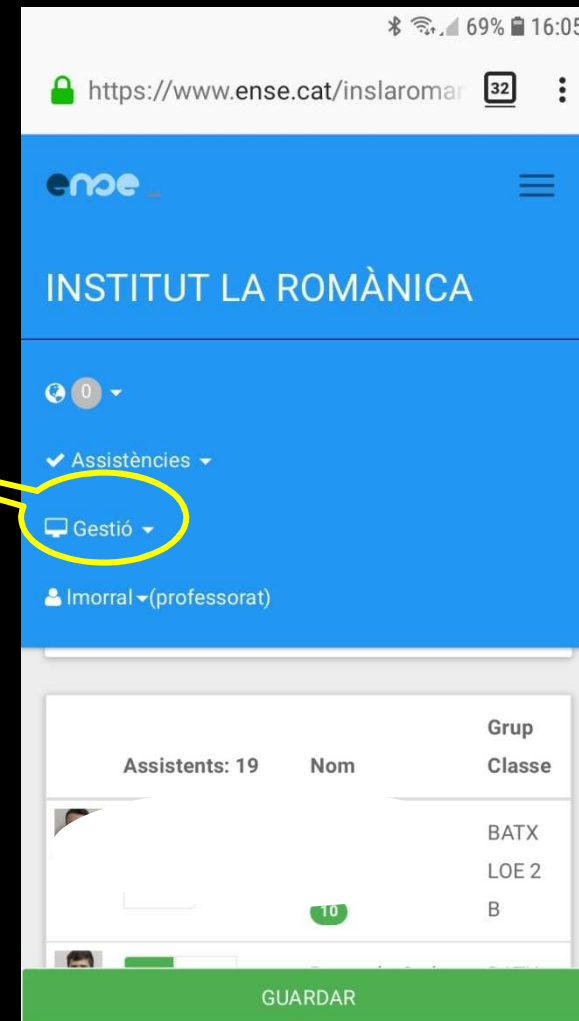 69% 16:05
https://www.ense.cat/inslaromar 32
ense_
INSTITUT LA ROMÀNICA
0
Assistències
Gestió
lmorral (professorat)
Assistents: 19 Nom Grup Classe
BATX
LOE 2
B
10
GUARDAR